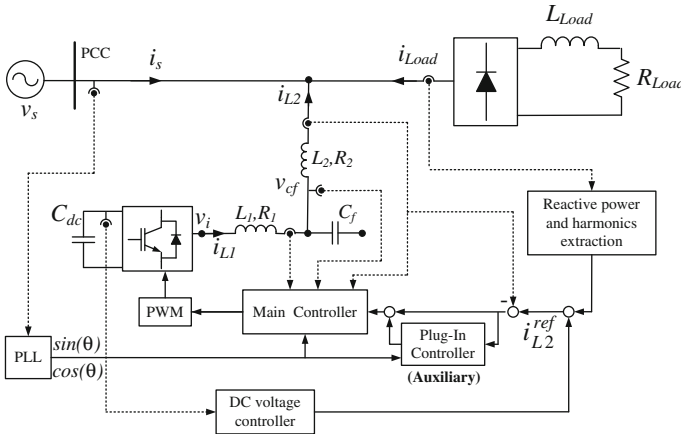 PCC
i_s
i_Load
L_Load
R_Load
v_s
i_L2
L_2,R_2
v_cf
C_dc
v_i
L_1,R_1
C_f
i_L1
Reactive power
and harmonics
extraction
PWM
Main Controller
-
i_L2^ref
PLL
sin(θ)
cos(θ)
Plug-In
Controller
(Auxiliary)
DC voltage
controller